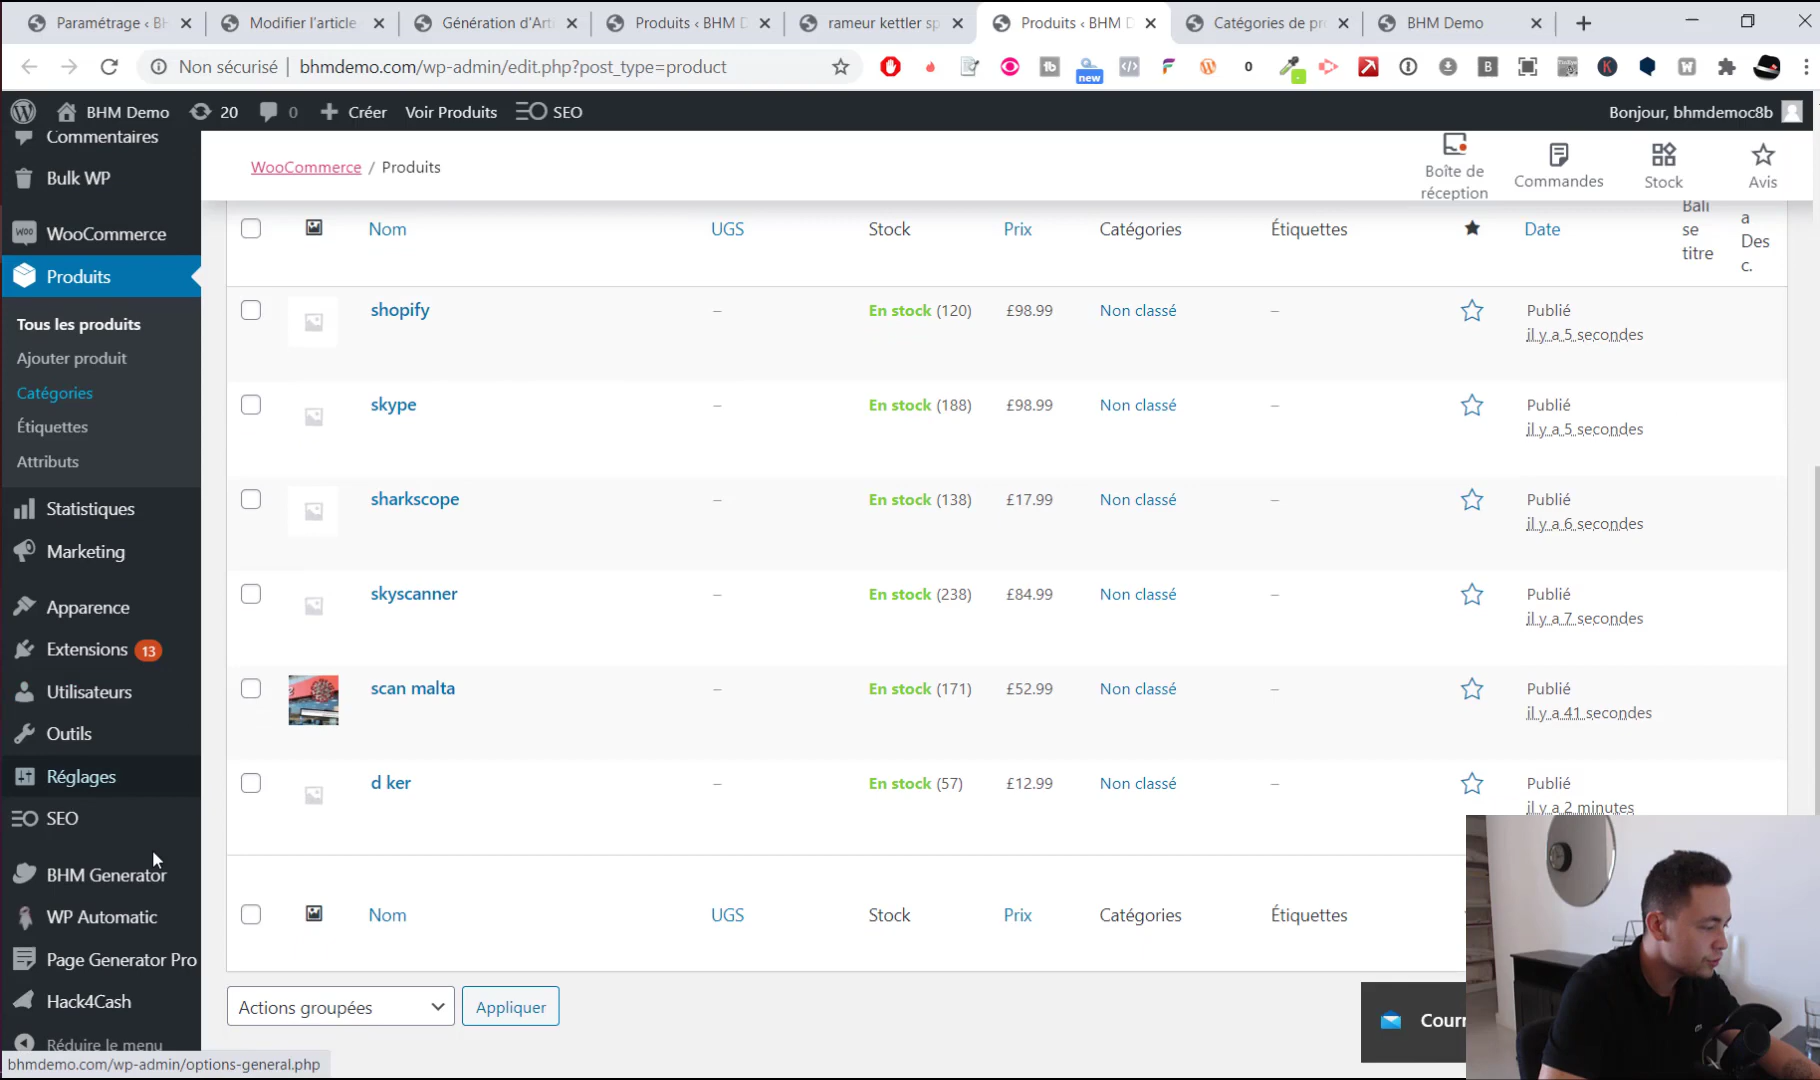 Paramétrage ‹ BH
Modifier l'article
Génération d'Arti
Produits ‹ BHM D
rameur kettler sp
Produits ‹ BHM D
Catégories de pr
BHM Demo
Non sécurisé
bhmdemo.com/wp-admin/edit.php?post_type=product
new
0
BHM Demo
20
0
Créer
Voir Produits
SEO
Bonjour, bhmdemoc8b
Commentaires
Bulk WP
WooCommerce
Produits
Tous les produits
Ajouter produit
Catégories
Étiquettes
Attributs
Statistiques
Marketing
Apparence
Extensions 13
Utilisateurs
Outils
Réglages
SEO
BHM Generator
WP Automatic
Page Generator Pro
Hack4Cash
Réduire le menu
bhmdemo.com/wp-admin/options-general.php
WooCommerce / Produits
Boîte de
réception
Commandes
Stock
Avis
Nom
UGS
Stock
Prix
Catégories
Étiquettes
Date
Bali
se
titre
a
Des
c.
shopify – En stock (120) £98.99 Non classé – Publié
il y a 5 secondes
skype – En stock (188) £98.99 Non classé – Publié
il y a 5 secondes
sharkscope – En stock (138) £17.99 Non classé – Publié
il y a 6 secondes
skyscanner – En stock (238) £84.99 Non classé – Publié
il y a 7 secondes
scan malta – En stock (171) £52.99 Non classé – Publié
il y a 41 secondes
d ker – En stock (57) £12.99 Non classé – Publié
il y a 2 minutes
Nom
UGS
Stock
Prix
Catégories
Étiquettes
Actions groupées
Appliquer
Courr